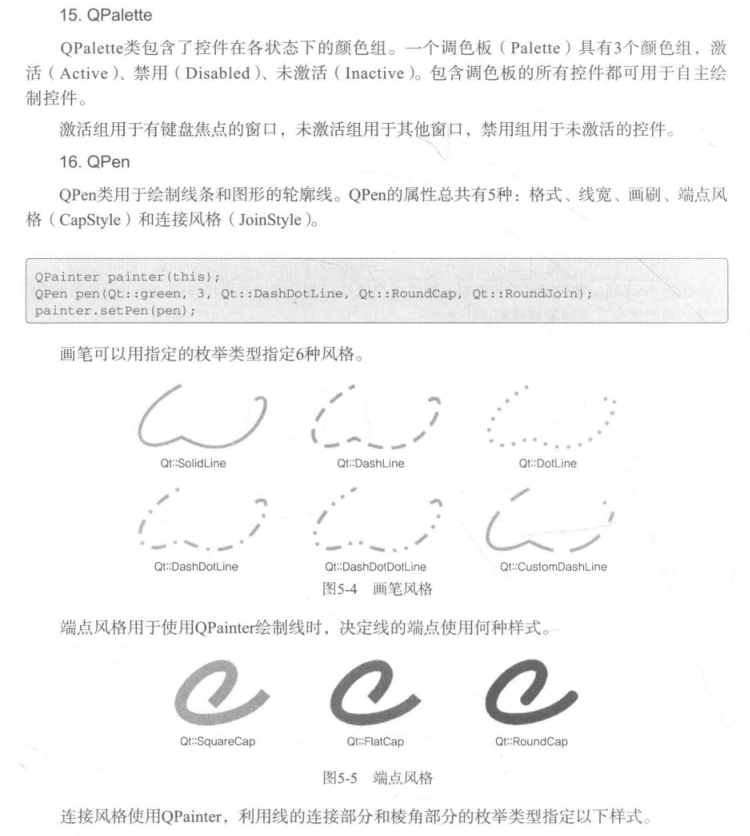 15. QPalette
QPalette类包含了控件在各状态下的颜色组。一个调色板（Palette）具有3个颜色组，激
活（Active）、禁用（Disabled）、未激活（Inactive）。包含调色板的所有控件都可用于自主绘
制控件。
激活组用于有键盘焦点的窗口，未激活组用于其他窗口，禁用组用于未激活的控件。
16. QPen
QPen类用于绘制线条和图形的轮廓线。QPen的属性总共有5种：格式、线宽、画刷、端点风
格（CapStyle）和连接风格（JoinStyle）。
QPainter painter(this);
QPen pen(Qt::green, 3, Qt::DashDotLine, Qt::RoundCap, Qt::RoundJoin);
painter.setPen(pen);
画笔可以用指定的枚举类型指定6种风格。
Qt::SolidLine Qt::DashLine Qt::DotLine
Qt::DashDotLine Qt::DashDotDotLine Qt::CustomDashLine
图5-4 画笔风格
端点风格用于使用QPainter绘制线时，决定线的端点使用何种样式。
Qt::SquareCap Qt::FlatCap Qt::RoundCap
图5-5 端点风格
连接风格使用QPainter，利用线的连接部分和棱角部分的枚举类型指定以下样式。